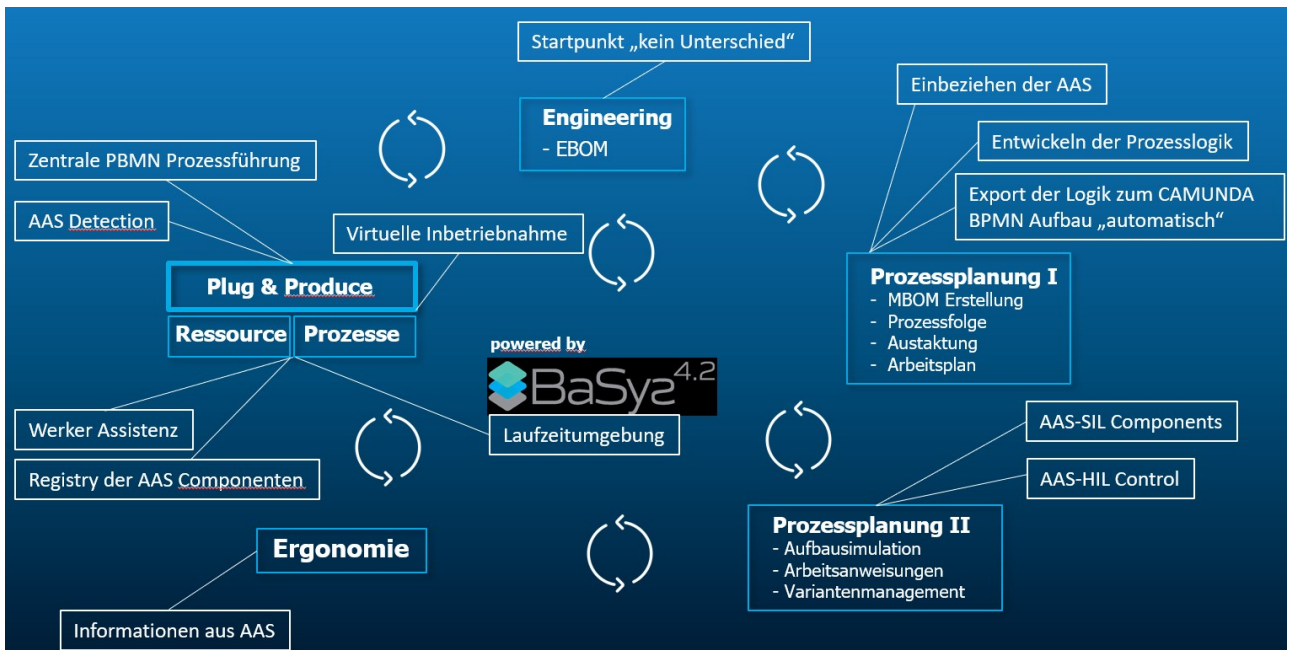 Startpunkt „kein Unterschied“
Engineering
- EBOM
Einbeziehen der AAS
Entwickeln der Prozesslogik
Export der Logik zum CAMUNDA
BPMN Aufbau „automatisch“
Prozessplanung I
- MBOM Erstellung
- Prozessfolge
- Austaktung
- Arbeitsplan
Zentrale PBMN Prozessführung
AAS Detection
Virtuelle Inbetriebnahme
Plug & Produce
Ressource
Prozesse
powered by
BaSys 4.2
Werker Assistenz
Registry der AAS Componenten
Laufzeitumgebung
AAS-SIL Components
AAS-HIL Control
Prozessplanung II
- Aufbausimulation
- Arbeitsanweisungen
- Variantenmanagement
Ergonomie
Informationen aus AAS